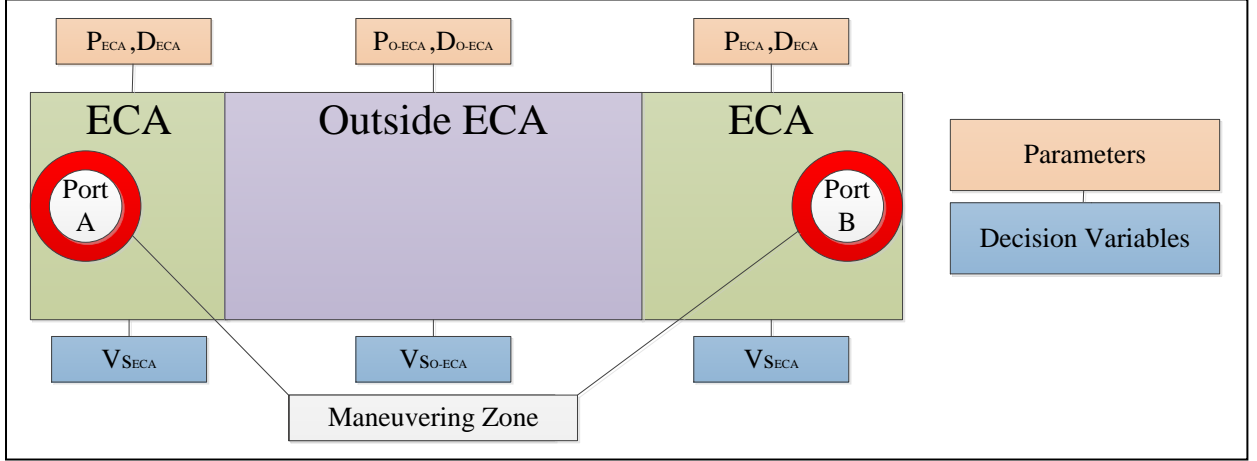 PECA,DECA
PO-ECA,DO-ECA
PECA,DECA
ECA
Outside ECA
ECA
Port
A
Port
B
Parameters
Decision Variables
VSECA
VSO-ECA
VSECA
Maneuvering Zone